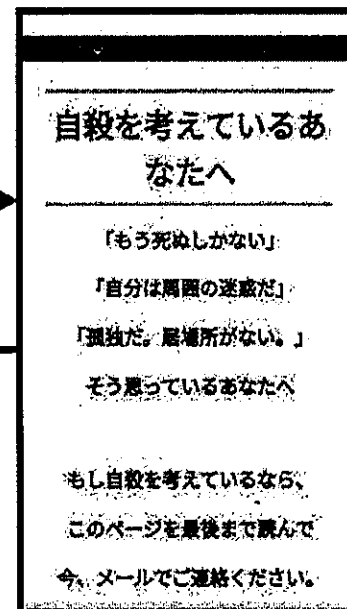 自殺を考えているあ
なたへ
「もう死ぬしかない」
「自分は周囲の迷惑だ」
「孤独だ。居場所がない。」
そう思っているあなたへ
もし自殺を考えているなら、
このページを最後まで読んで
今、メールでご連絡ください。